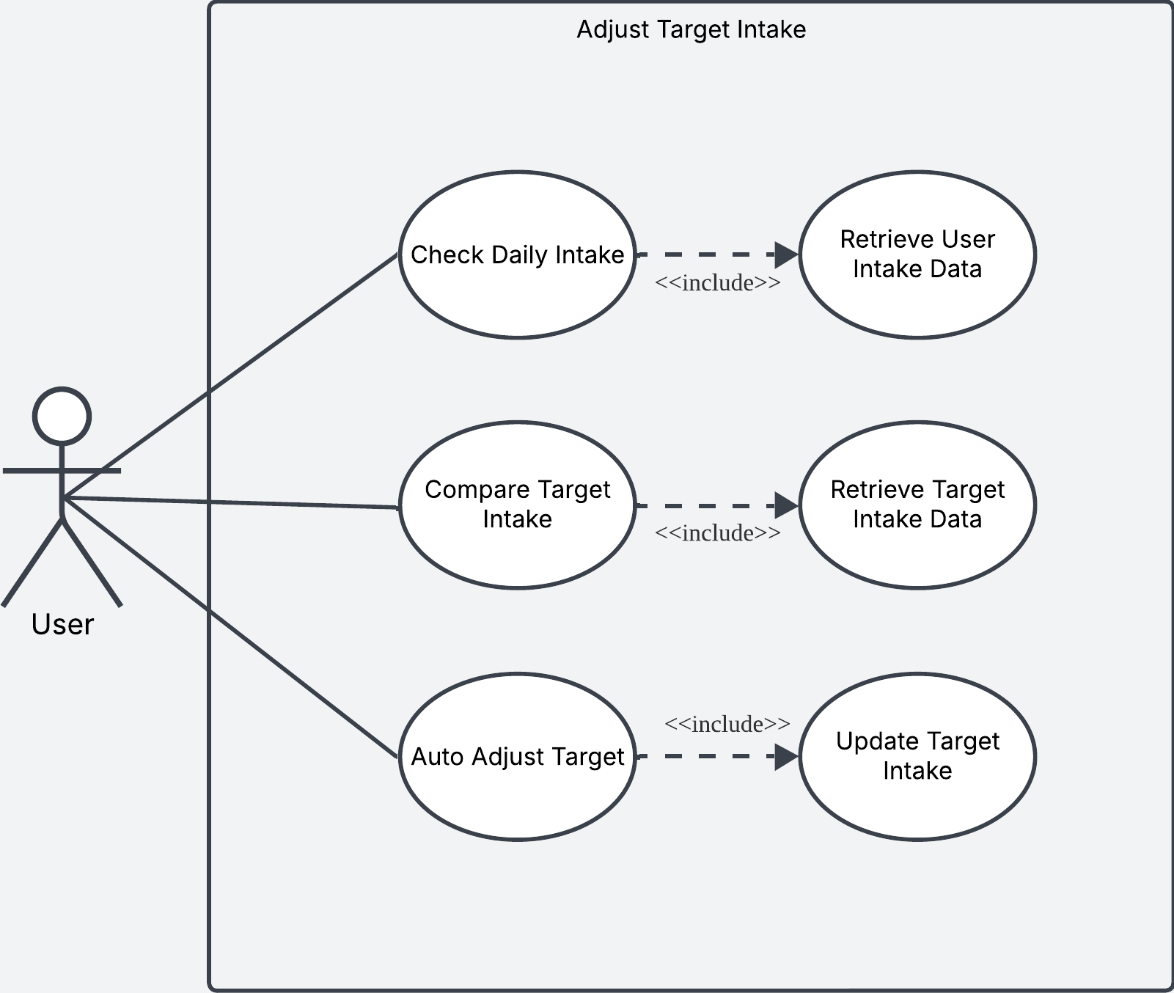 Adjust Target Intake
Check Daily Intake
<<include>>
Retrieve User
Intake Data
Compare Target
Intake
<<include>>
Retrieve Target
Intake Data
User
Auto Adjust Target
<<include>>
Update Target
Intake